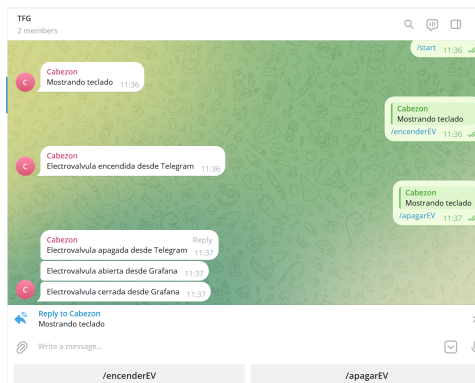 TFG
2 members
/start 11:36
Cabezon
Mostrando teclado 11:36
Cabezon
Mostrando teclado
/encenderEV 11:36
Cabezon
Electrovalvula encendida desde Telegram 11:36
Cabezon
Mostrando teclado
/apagarEV 11:37
Cabezon Reply
Electrovalvula apagada desde Telegram 11:37
Electrovalvula abierta desde Grafana 11:37
C
Electrovalvula cerrada desde Grafana 11:37
Reply to Cabezon
Mostrando teclado
Write a message...
/encenderEV
/apagarEV